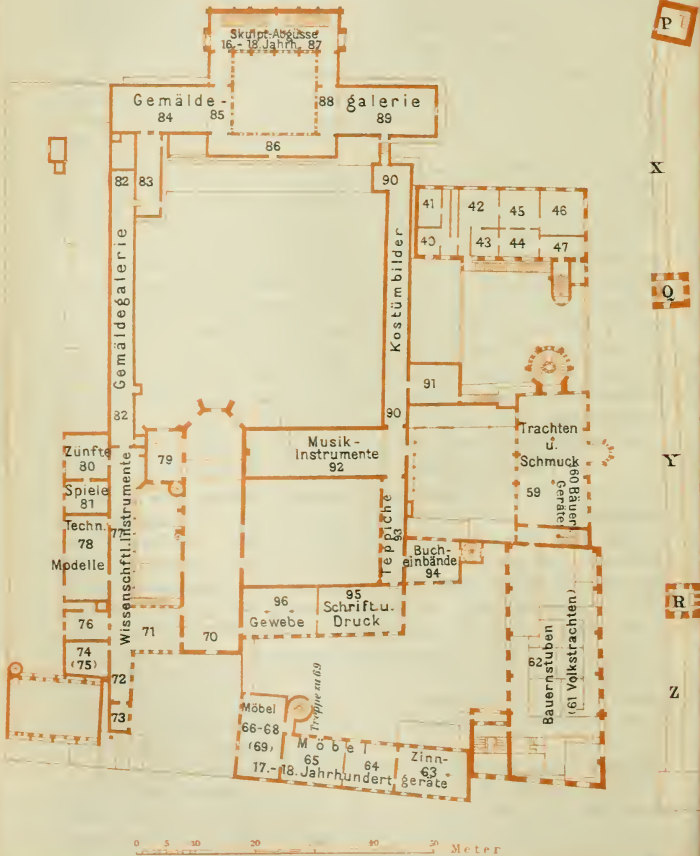 P
Skulpt-Abgüsse
16.-18. Jahrh. 87
Gemälde-
84
85
88 galerie
89
86
X
82
83
90
41
42
45
46
40
43
44
47
Gemäldegalerie
Kostümbilder
Q
91
82
90
Zünfte
80
79
Musik-
Instrumente
92
Trachten
u.
Schmuck
59
60 Bäuerl.
Geräte
Y
Spiele
81
Techn.
78
Modelle
77
Wissenschftl. Instrumente
Teppiche
93
Buch-
einbände
94
96
Gewebe
95
Schrift u.
Druck
R
76
71
70
74
(75)
72
73
Bauernstuben
62
(61 Volkstrachten)
Z
Treppe zu 69
Möbel
66-68
(69)
Möbel
65
64
17.-18. Jahrhundert
Zinn-
63
geräte
0 5 10 20 40 50 Meter